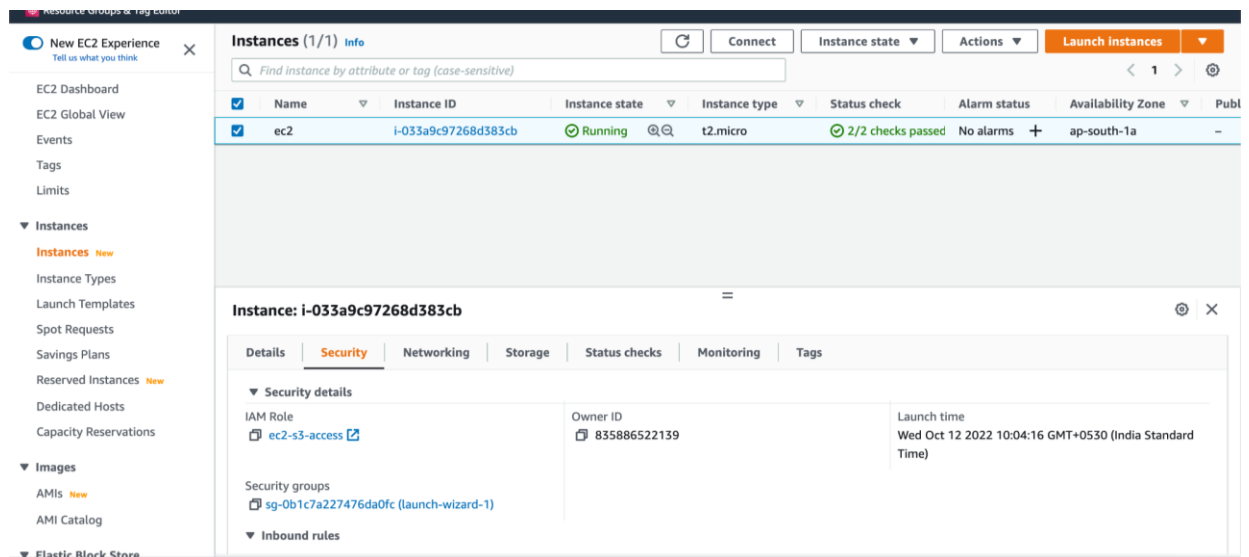 Resource Groups & Tag Editor
New EC2 Experience
Tell us what you think
EC2 Dashboard
EC2 Global View
Events
Tags
Limits
Instances
Instances New
Instance Types
Launch Templates
Spot Requests
Savings Plans
Reserved Instances New
Dedicated Hosts
Capacity Reservations
Images
AMIs New
AMI Catalog
Elastic Block Store
Instances (1/1) Info
Connect
Instance state
Actions
Launch instances
Find instance by attribute or tag (case-sensitive)
1
Name Instance ID Instance state Instance type Status check Alarm status Availability Zone Publ
ec2 i-033a9c97268d383cb Running t2.micro 2/2 checks passed No alarms + ap-south-1a –
Instance: i-033a9c97268d383cb
Details Security Networking Storage Status checks Monitoring Tags
Security details
IAM Role Owner ID Launch time
ec2-s3-access 835886522139 Wed Oct 12 2022 10:04:16 GMT+0530 (India Standard
Time)
Security groups
sg-0b1c7a227476da0fc (launch-wizard-1)
Inbound rules